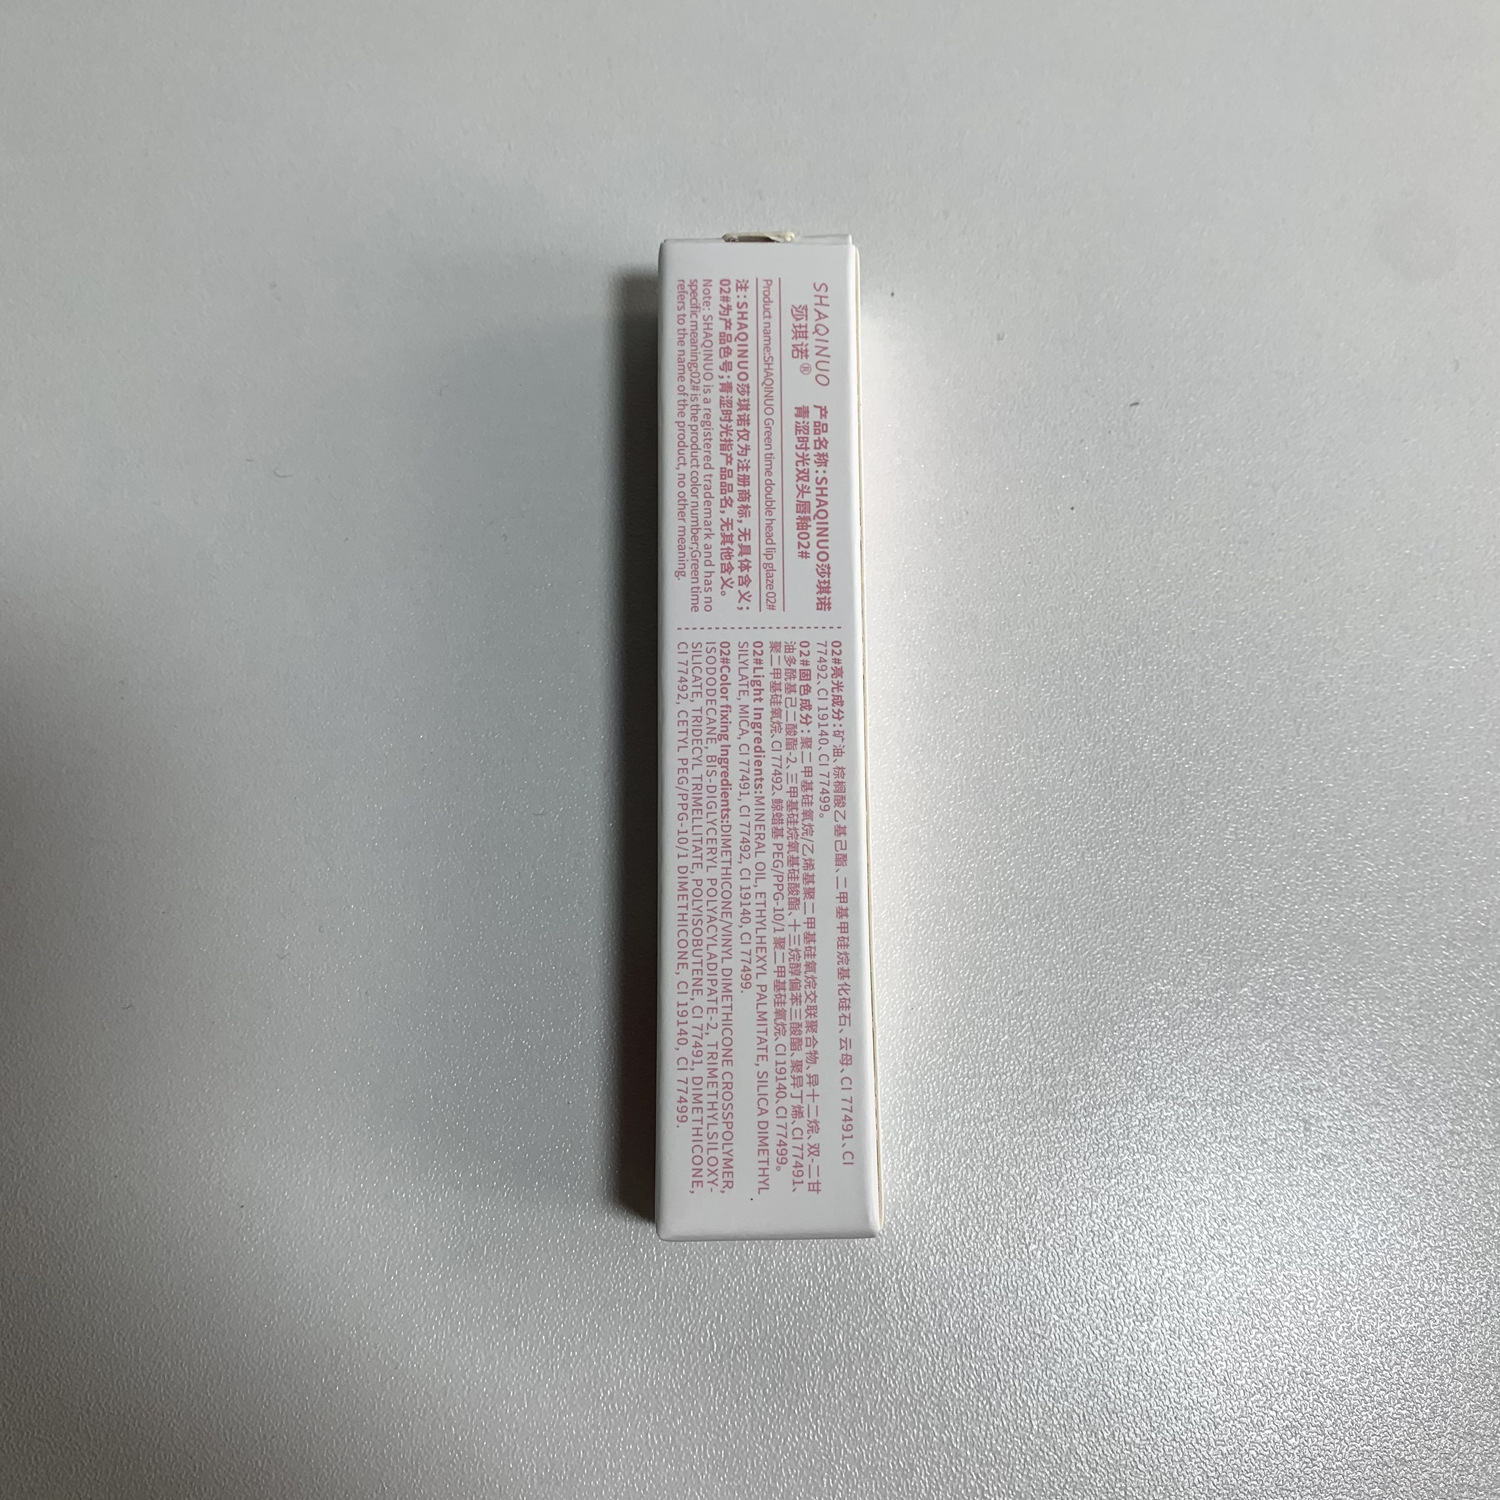 SHAQINUO
莎琪诺®
产品名称：SHAQINUO莎琪诺
青涩时光双头唇釉02#
Product name:SHAQINUO Green time double head lip glaze 02#
注：SHAQINUO莎琪诺仅为注册商标，无具体含义；
02#为产品色号；青涩时光指产品品名，无其他含义。
Note: SHAQINUO is a registered trademark and has no
specific meaning;02# is the product color number;Green time
refers to the name of the product, no other meaning.
02#亮光成分：矿油、棕榈酸乙基己酯、二甲基甲硅烷基化硅石、云母、CI 77491、CI
77492、CI 19140、CI 77499。
02#固色成分：聚二甲基硅氧烷/乙烯基聚二甲基硅氧烷交联聚合物、异十二烷、双-二甘
油多酰基己二酸酯-2、三甲基硅烷氧基硅酸酯、十三烷醇偏苯三酸酯、聚异丁烯、CI 77491、
聚二甲基硅氧烷、CI 77492、鲸蜡基 PEG/PPG-10/1 聚二甲基硅氧烷、CI 19140、CI 77499。
02#Light Ingredients:MINERAL OIL, ETHYLHEXYL PALMITATE, SILICA DIMETHYL
SILYLATE, MICA, CI 77491, CI 77492, CI 19140, CI 77499.
02#Color fixing Ingredients:DIMETHICONE/VINYL DIMETHICONE CROSSPOLYMER,
ISODODECANE, BIS-DIGLYCERYL POLYACYLADIPATE-2, TRIMETHYLSILOXY-
SILICATE, TRIDECYL TRIMELLITATE, POLYISOBUTENE, CI 77491, DIMETHICONE,
CI 77492, CETYL PEG/PPG-10/1 DIMETHICONE, CI 19140, CI 77499.